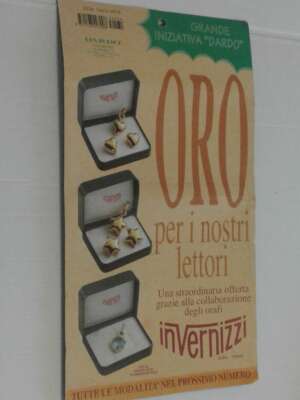 GRANDE
INIZIATIVA "DARDO"
ORO
per i nostri
lettori
Una straordinaria offerta
grazie alla collaborazione
degli orafi
invernizzi
TUTTE LE MODALITA' NEL PROSSIMO NUMERO